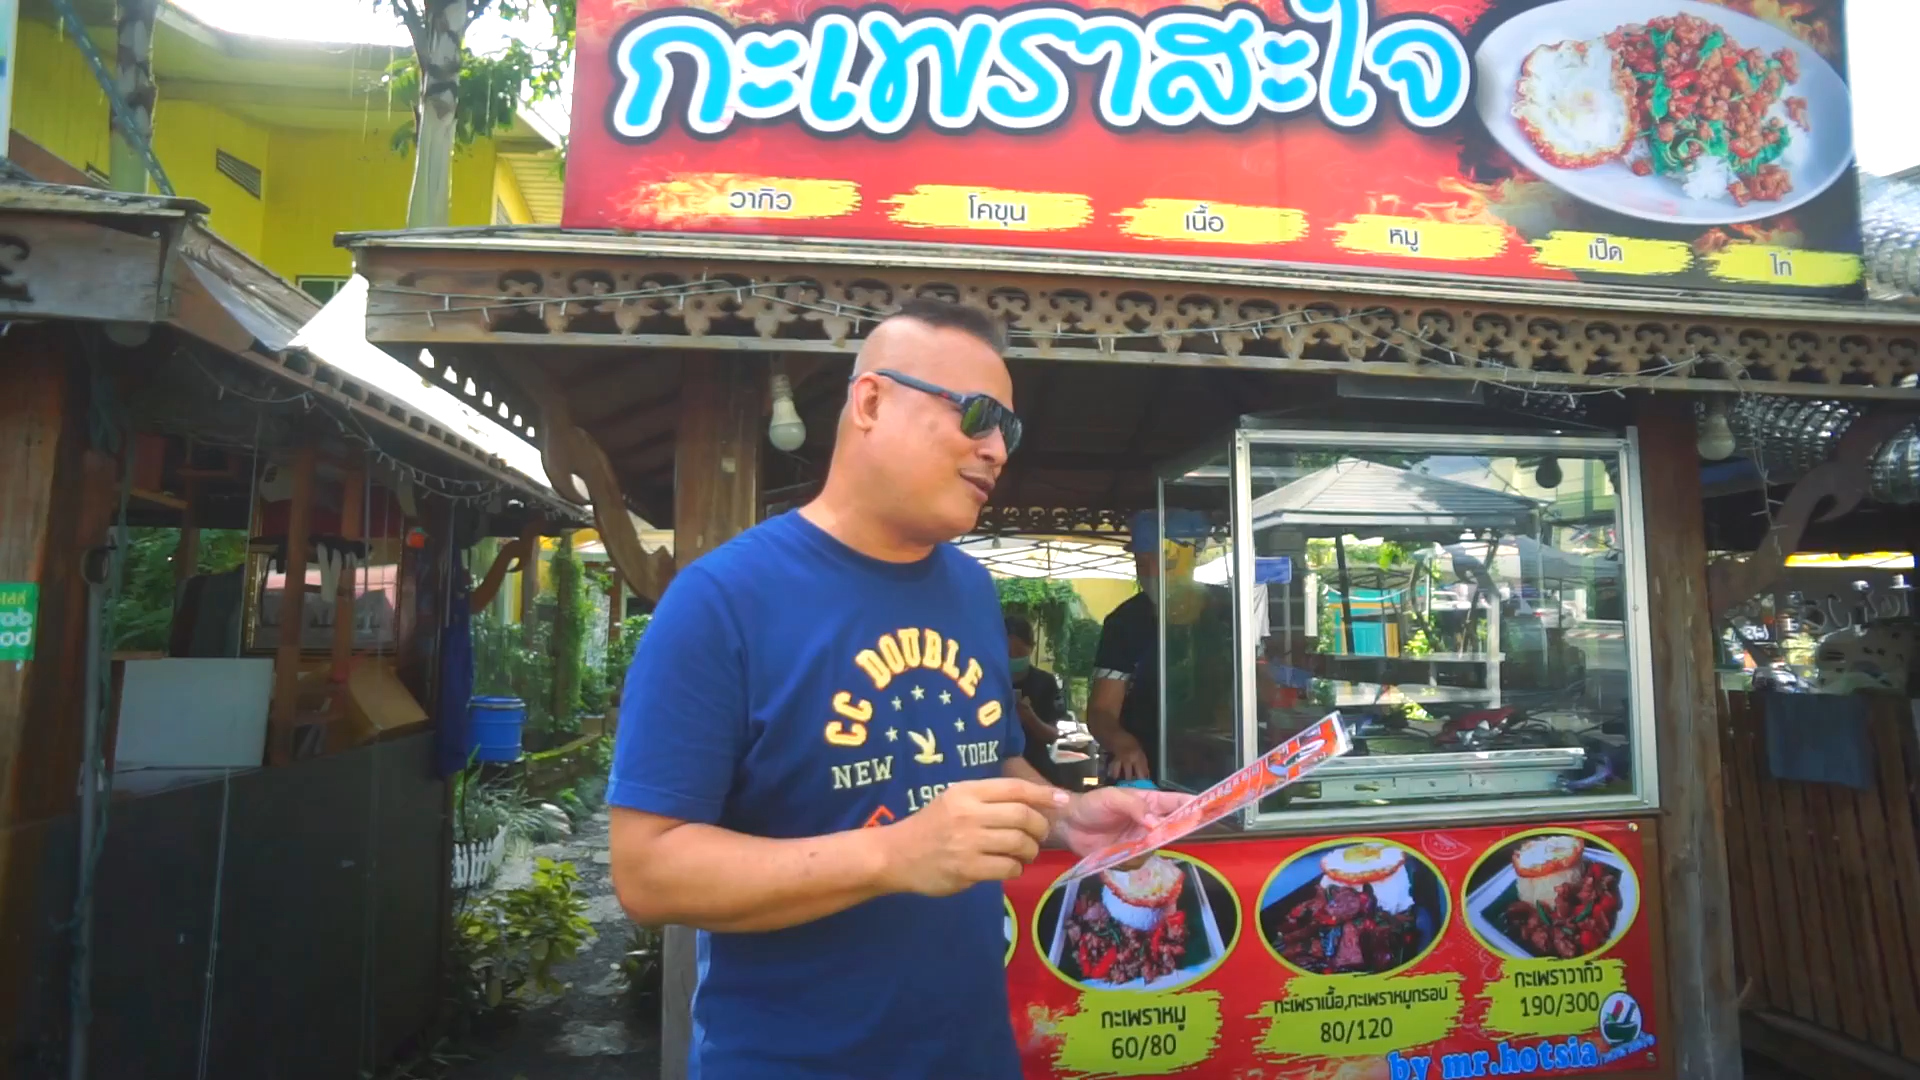 กะเพราสะใจ
วากิว
โคขุน
เนื้อ
หมู
เป็ด
ไก่
CC DOUBLE O
NEW YORK
กะเพราหมู
60/80
กะเพราเนื้อ,กะเพราหมูกรอบ
80/120
กะเพราวากิว
190/300
by mr.hotsia